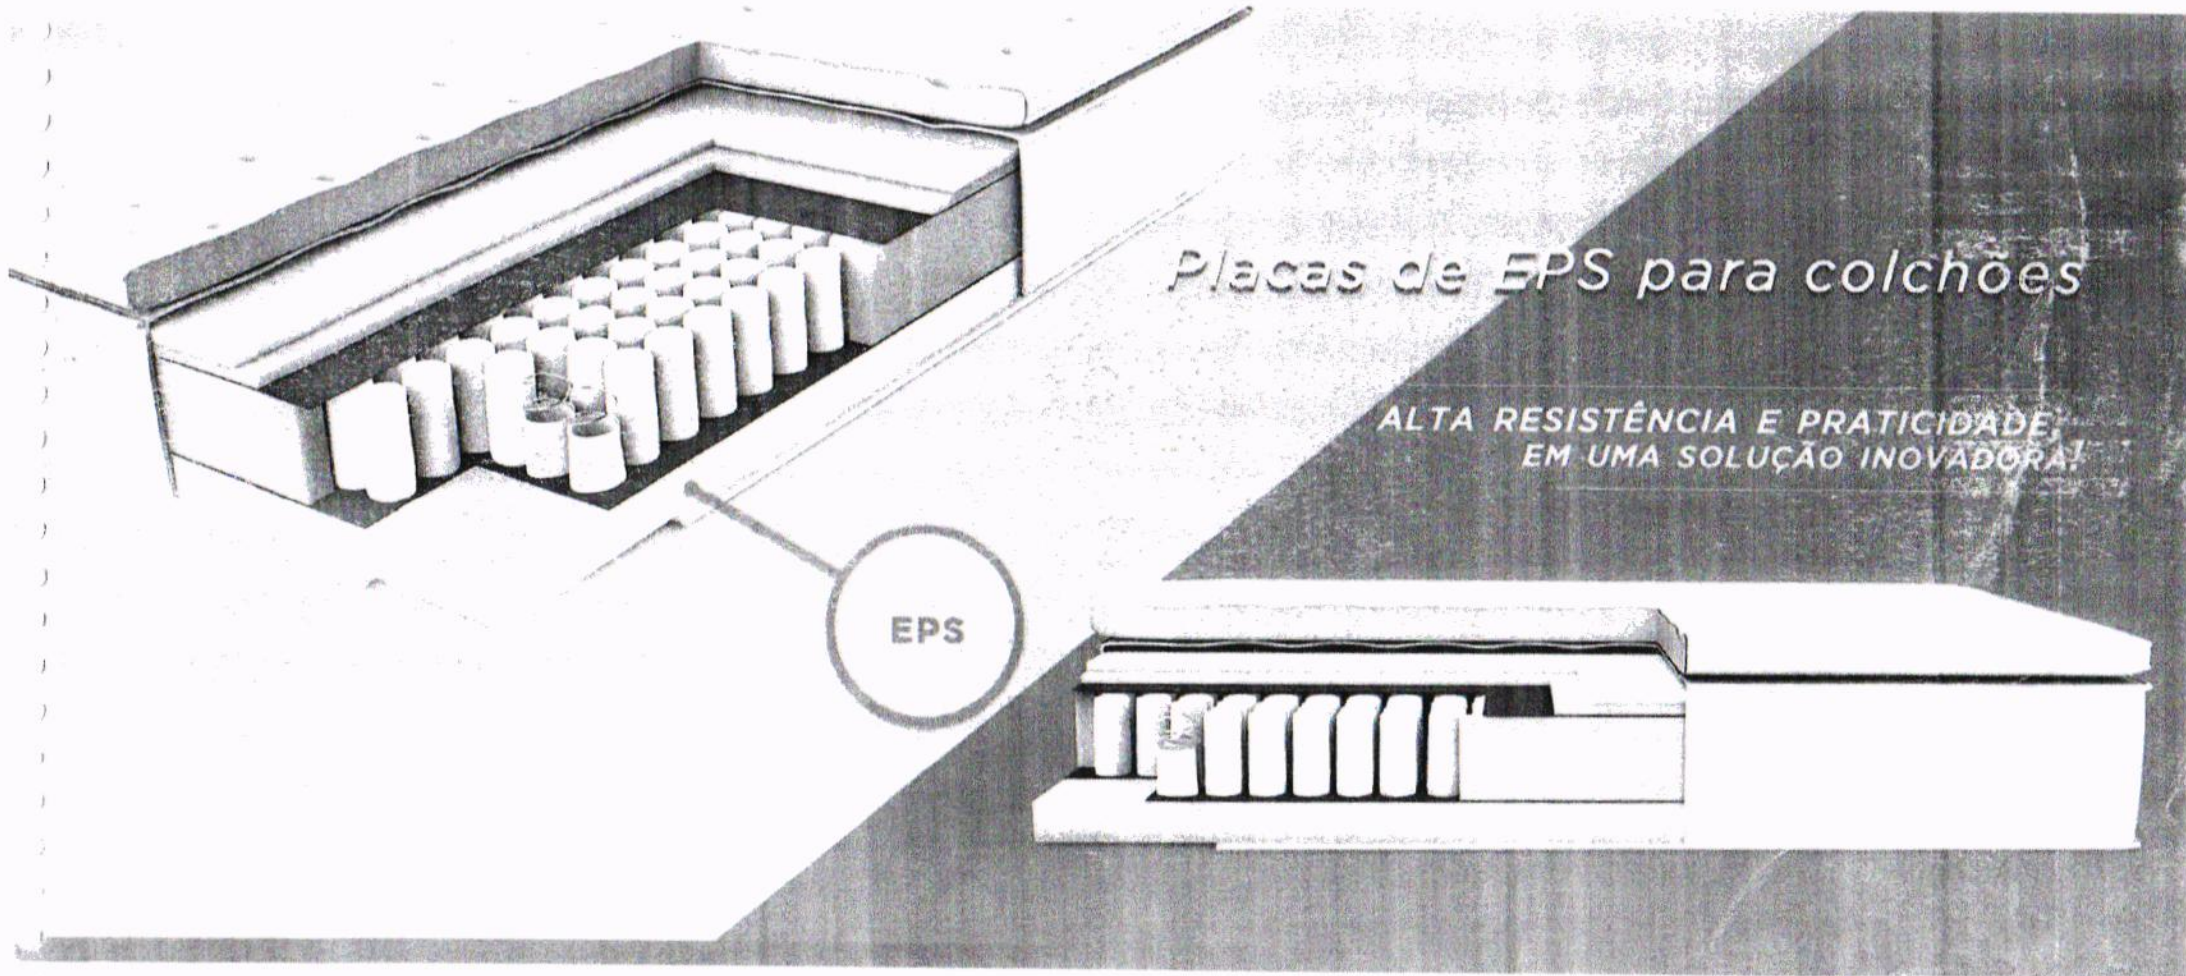 Placas de EPS para colchões
ALTA RESISTÊNCIA E PRATICIDADE,
EM UMA SOLUÇÃO INOVADORA!
EPS